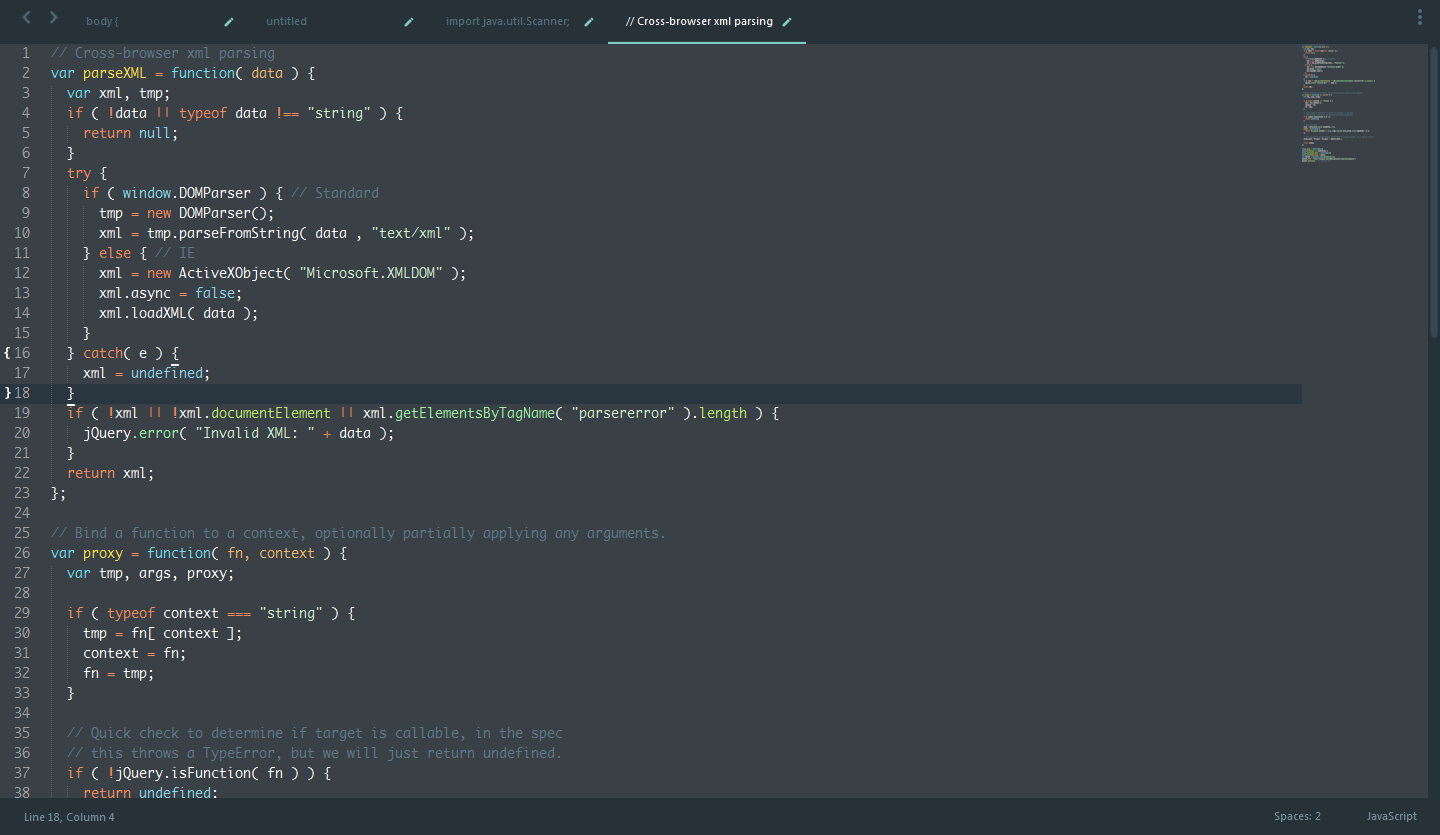 body { untitled import java.util.Scanner; // Cross-browser xml parsing
1 // Cross-browser xml parsing
2 var parseXML = function( data ) {
3 var xml, tmp;
4 if ( !data || typeof data !== "string" ) {
5 return null;
6 }
7 try {
8 if ( window.DOMParser ) { // Standard
9 tmp = new DOMParser();
10 xml = tmp.parseFromString( data , "text/xml" );
11 } else { // IE
12 xml = new ActiveXObject( "Microsoft.XMLDOM" );
13 xml.async = false;
14 xml.loadXML( data );
15 }
{ 16 } catch( e ) {
17 xml = undefined;
} 18 }
19 if ( !xml || !xml.documentElement || xml.getElementsByTagName( "parsererror" ).length ) {
20 jQuery.error( "Invalid XML: " + data );
21 }
22 return xml;
23 };
24
25 // Bind a function to a context, optionally partially applying any arguments.
26 var proxy = function( fn, context ) {
27 var tmp, args, proxy;
28
29 if ( typeof context === "string" ) {
30 tmp = fn[ context ];
31 context = fn;
32 fn = tmp;
33 }
34
35 // Quick check to determine if target is callable, in the spec
36 // this throws a TypeError, but we will just return undefined.
37 if ( !jQuery.isFunction( fn ) ) {
38 return undefined;
Line 18, Column 4 Spaces: 2 JavaScript